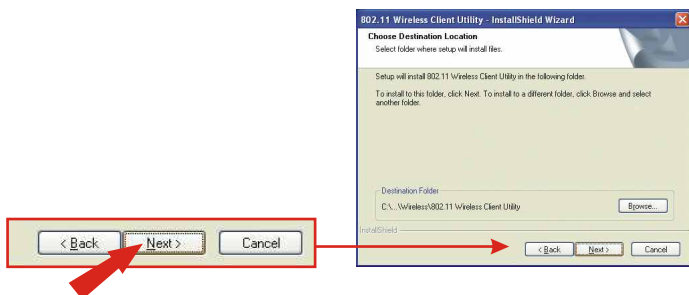 802.11 Wireless Client Utility - InstallShield Wizard
Choose Destination Location
Select folder where setup will install files.
Setup will install 802.11 Wireless Client Utility in the following folder.
To install to this folder, click Next. To install to a different folder, click Browse and select
another folder.
Destination Folder
C:\...\Wireless\802.11 Wireless Client Utility
Browse...
InstallShield
< Back Next > Cancel
< Back Next > Cancel